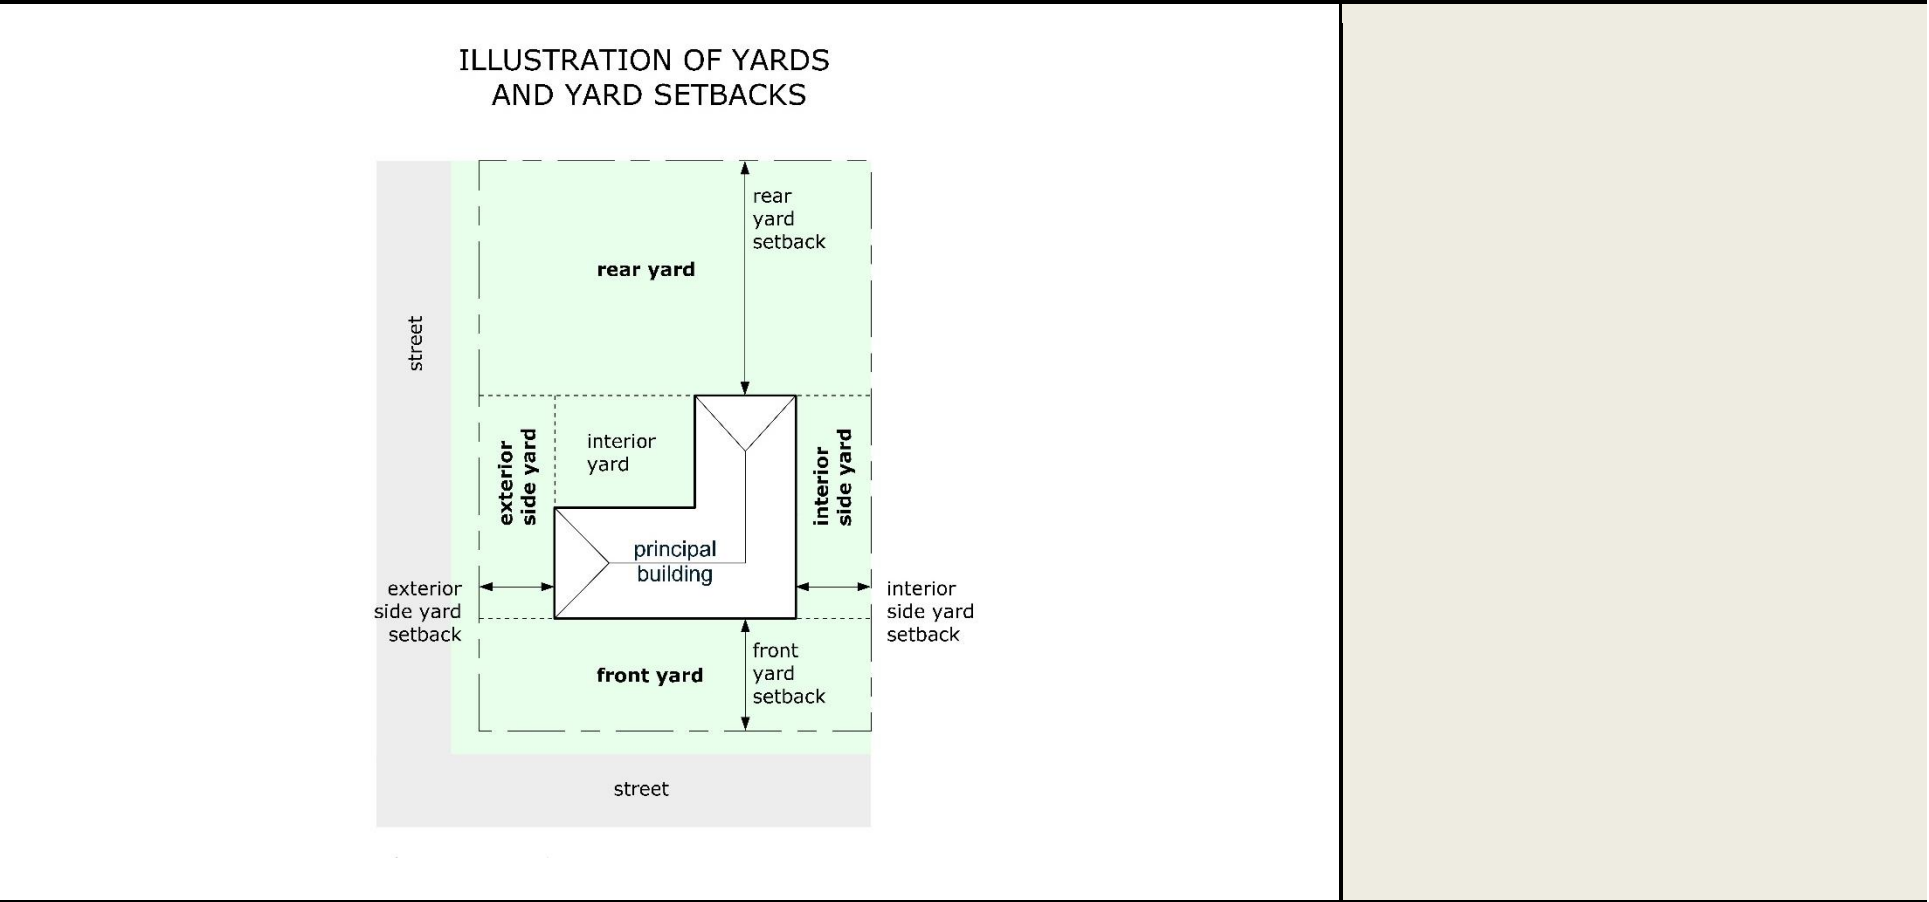 ILLUSTRATION OF YARDS
AND YARD SETBACKS
rear
yard
setback
rear yard
street
exterior
side yard
interior
yard
interior
side yard
principal
building
exterior
side yard
setback
interior
side yard
setback
front
yard
setback
front yard
street